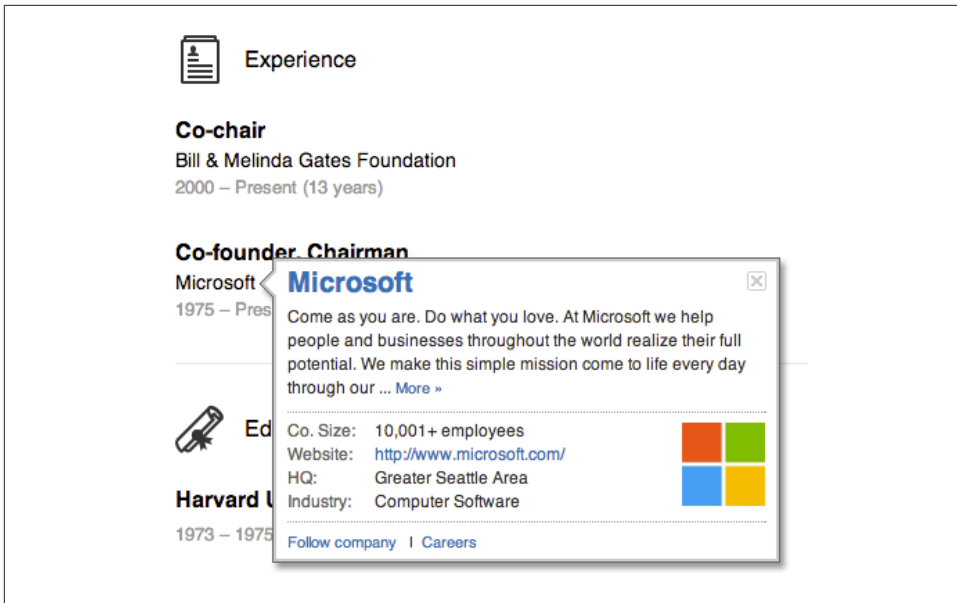 Experience
Co-chair
Bill & Melinda Gates Foundation
2000 – Present (13 years)
Co-founder, Chairman
Microsoft
1975 –
Microsoft
Come as you are. Do what you love. At Microsoft we help
people and businesses throughout the world realize their full
potential. We make this simple mission come to life every day
through our ... More »
Co. Size: 10,001+ employees
Website: http://www.microsoft.com/
HQ: Greater Seattle Area
Industry: Computer Software
Follow company | Careers
Harvard
1973 – 1975